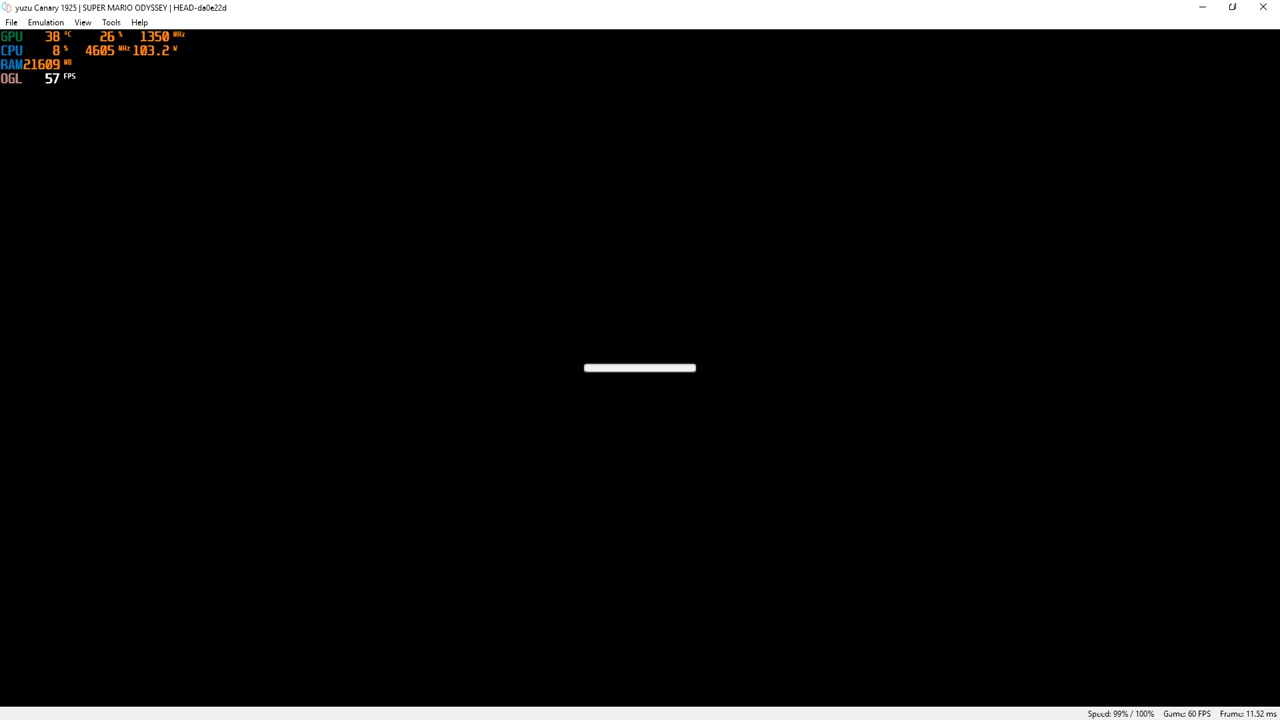 yuzu Canary 1925 | SUPER MARIO ODYSSEY | HEAD-da0e22d
File Emulation View Tools Help
GPU 38 °C 26 % 1350 MHz
CPU 8 % 4605 MHz 103.2 W
RAM 21609 MB
OGL 57 FPS
Speed: 99% / 100% Game: 60 FPS Frame: 11.52 ms